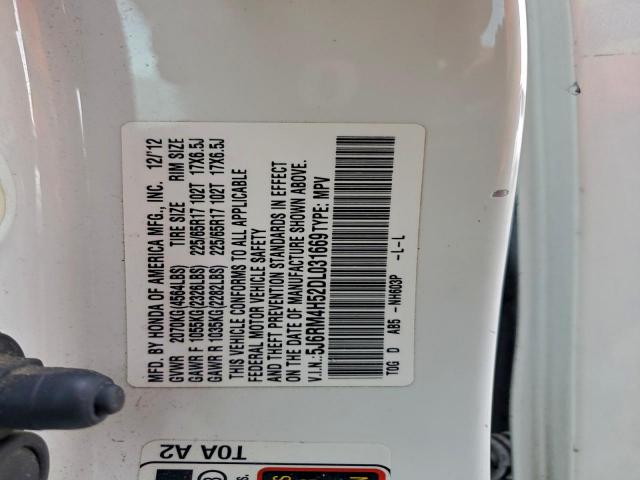 MFD. BY HONDA OF AMERICA MFG., INC. 12/12
GVWR 2070KG(4564LBS) TIRE SIZE RIM SIZE
GAWR F 1055KG(2326LBS) 225/65R17 102T 17X6.5J
GAWR R 1035KG(2282LBS) 225/65R17 102T 17X6.5J
THIS VEHICLE CONFORMS TO ALL APPLICABLE
FEDERAL MOTOR VEHICLE SAFETY
AND THEFT PREVENTION STANDARDS IN EFFECT
ON THE DATE OF MANUFACTURE SHOWN ABOVE.
V.I.N.: 5J6RM4H52DL031669 TYPE: MPV
TOG D AB5 -NH603P -L-L
T0A A2